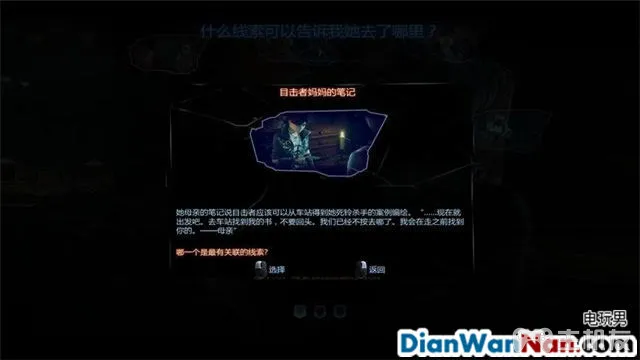 什么线索可以告诉我她去了哪里？
目击者妈妈的笔记
她母亲的笔记说目击者应该可以从车站得到她死铃杀手的案例编绘。“……现在就
出发吧。去车站找到我的书，不要回头。我们已经不按去哪了。我会在走之前找到
你的。——母亲”
哪一个是最有关联的线索?
选择
返回
电玩男
DianWanNan.com